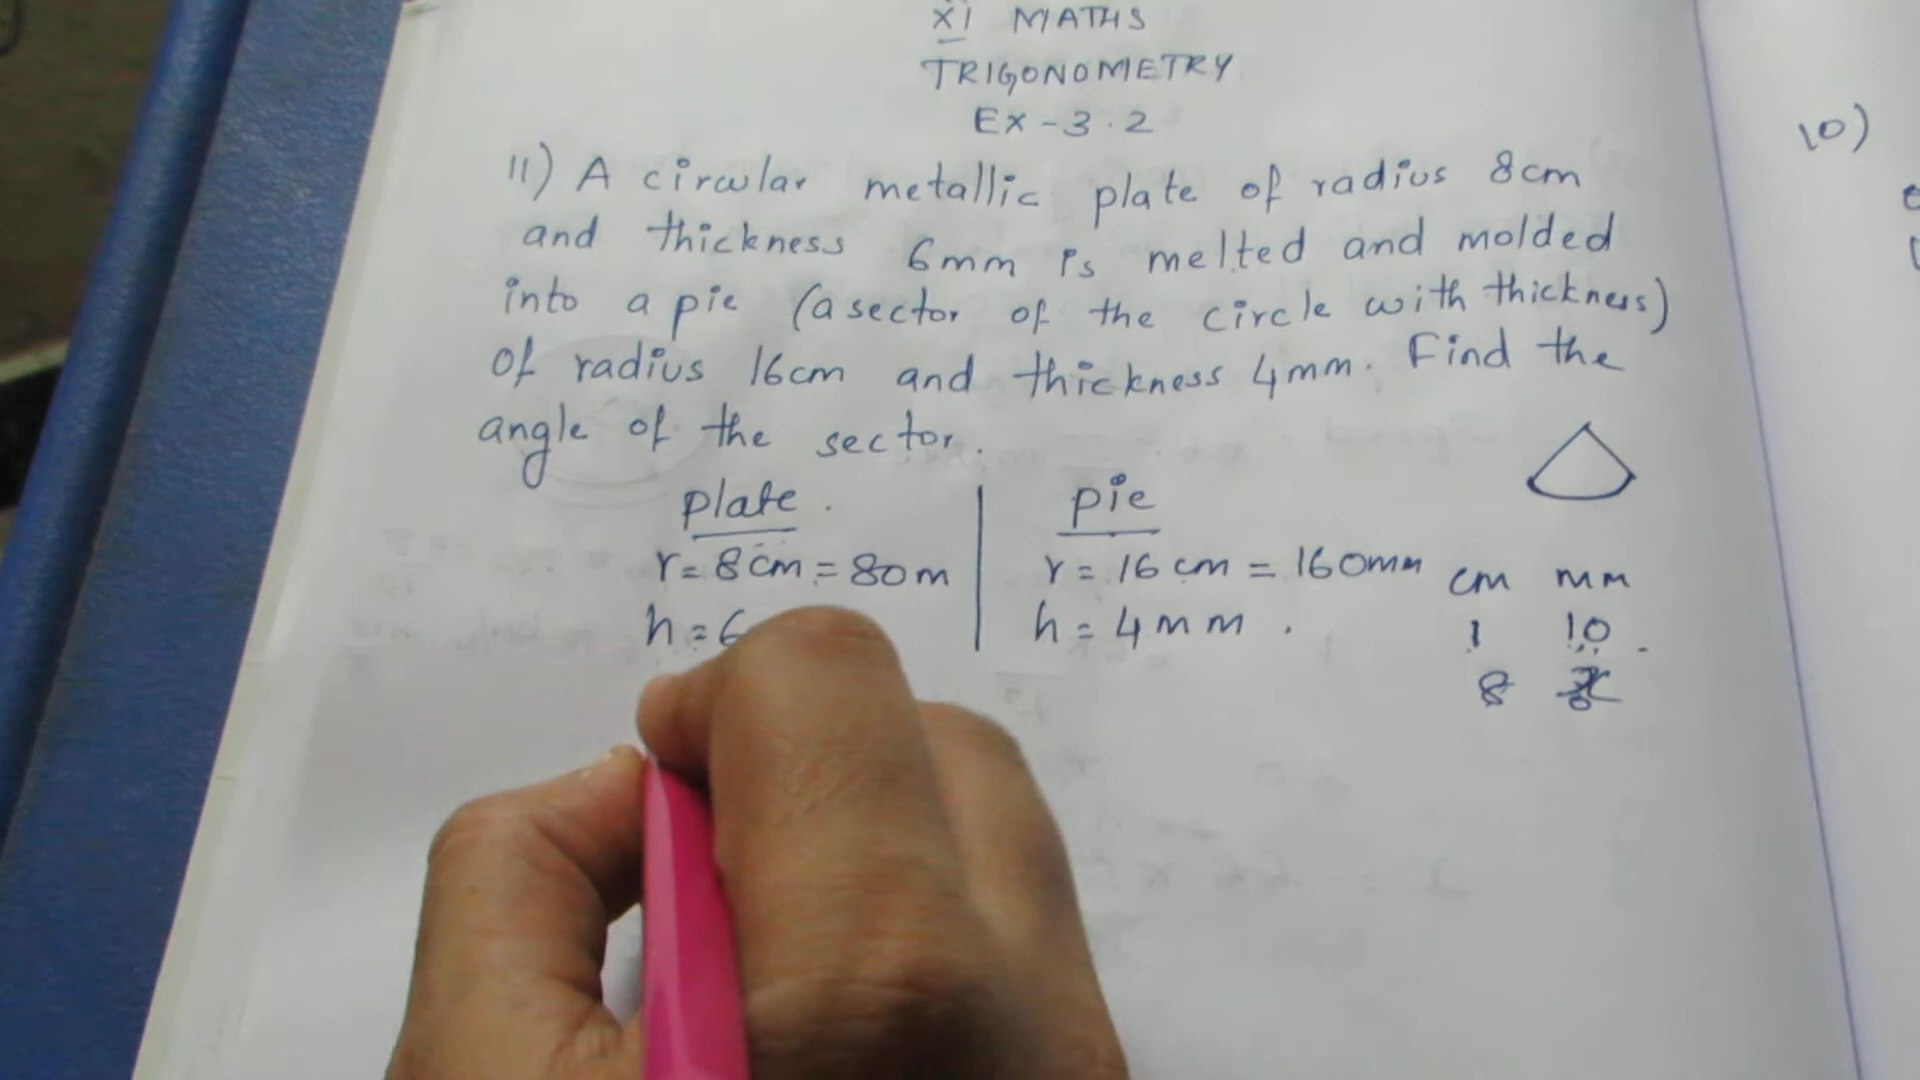 XI MATHS
TRIGONOMETRY
EX - 3.2
10)
11) A circular metallic plate of radius 8cm
and thickness 6mm is melted and molded
into a pie (a sector of the circle with thickness)
of radius 16cm and thickness 4mm. Find the
angle of the sector.
plate . pie
r = 8cm = 80m r = 16 cm = 160mm cm mm
h = 6 h = 4mm . 1 10 .
8